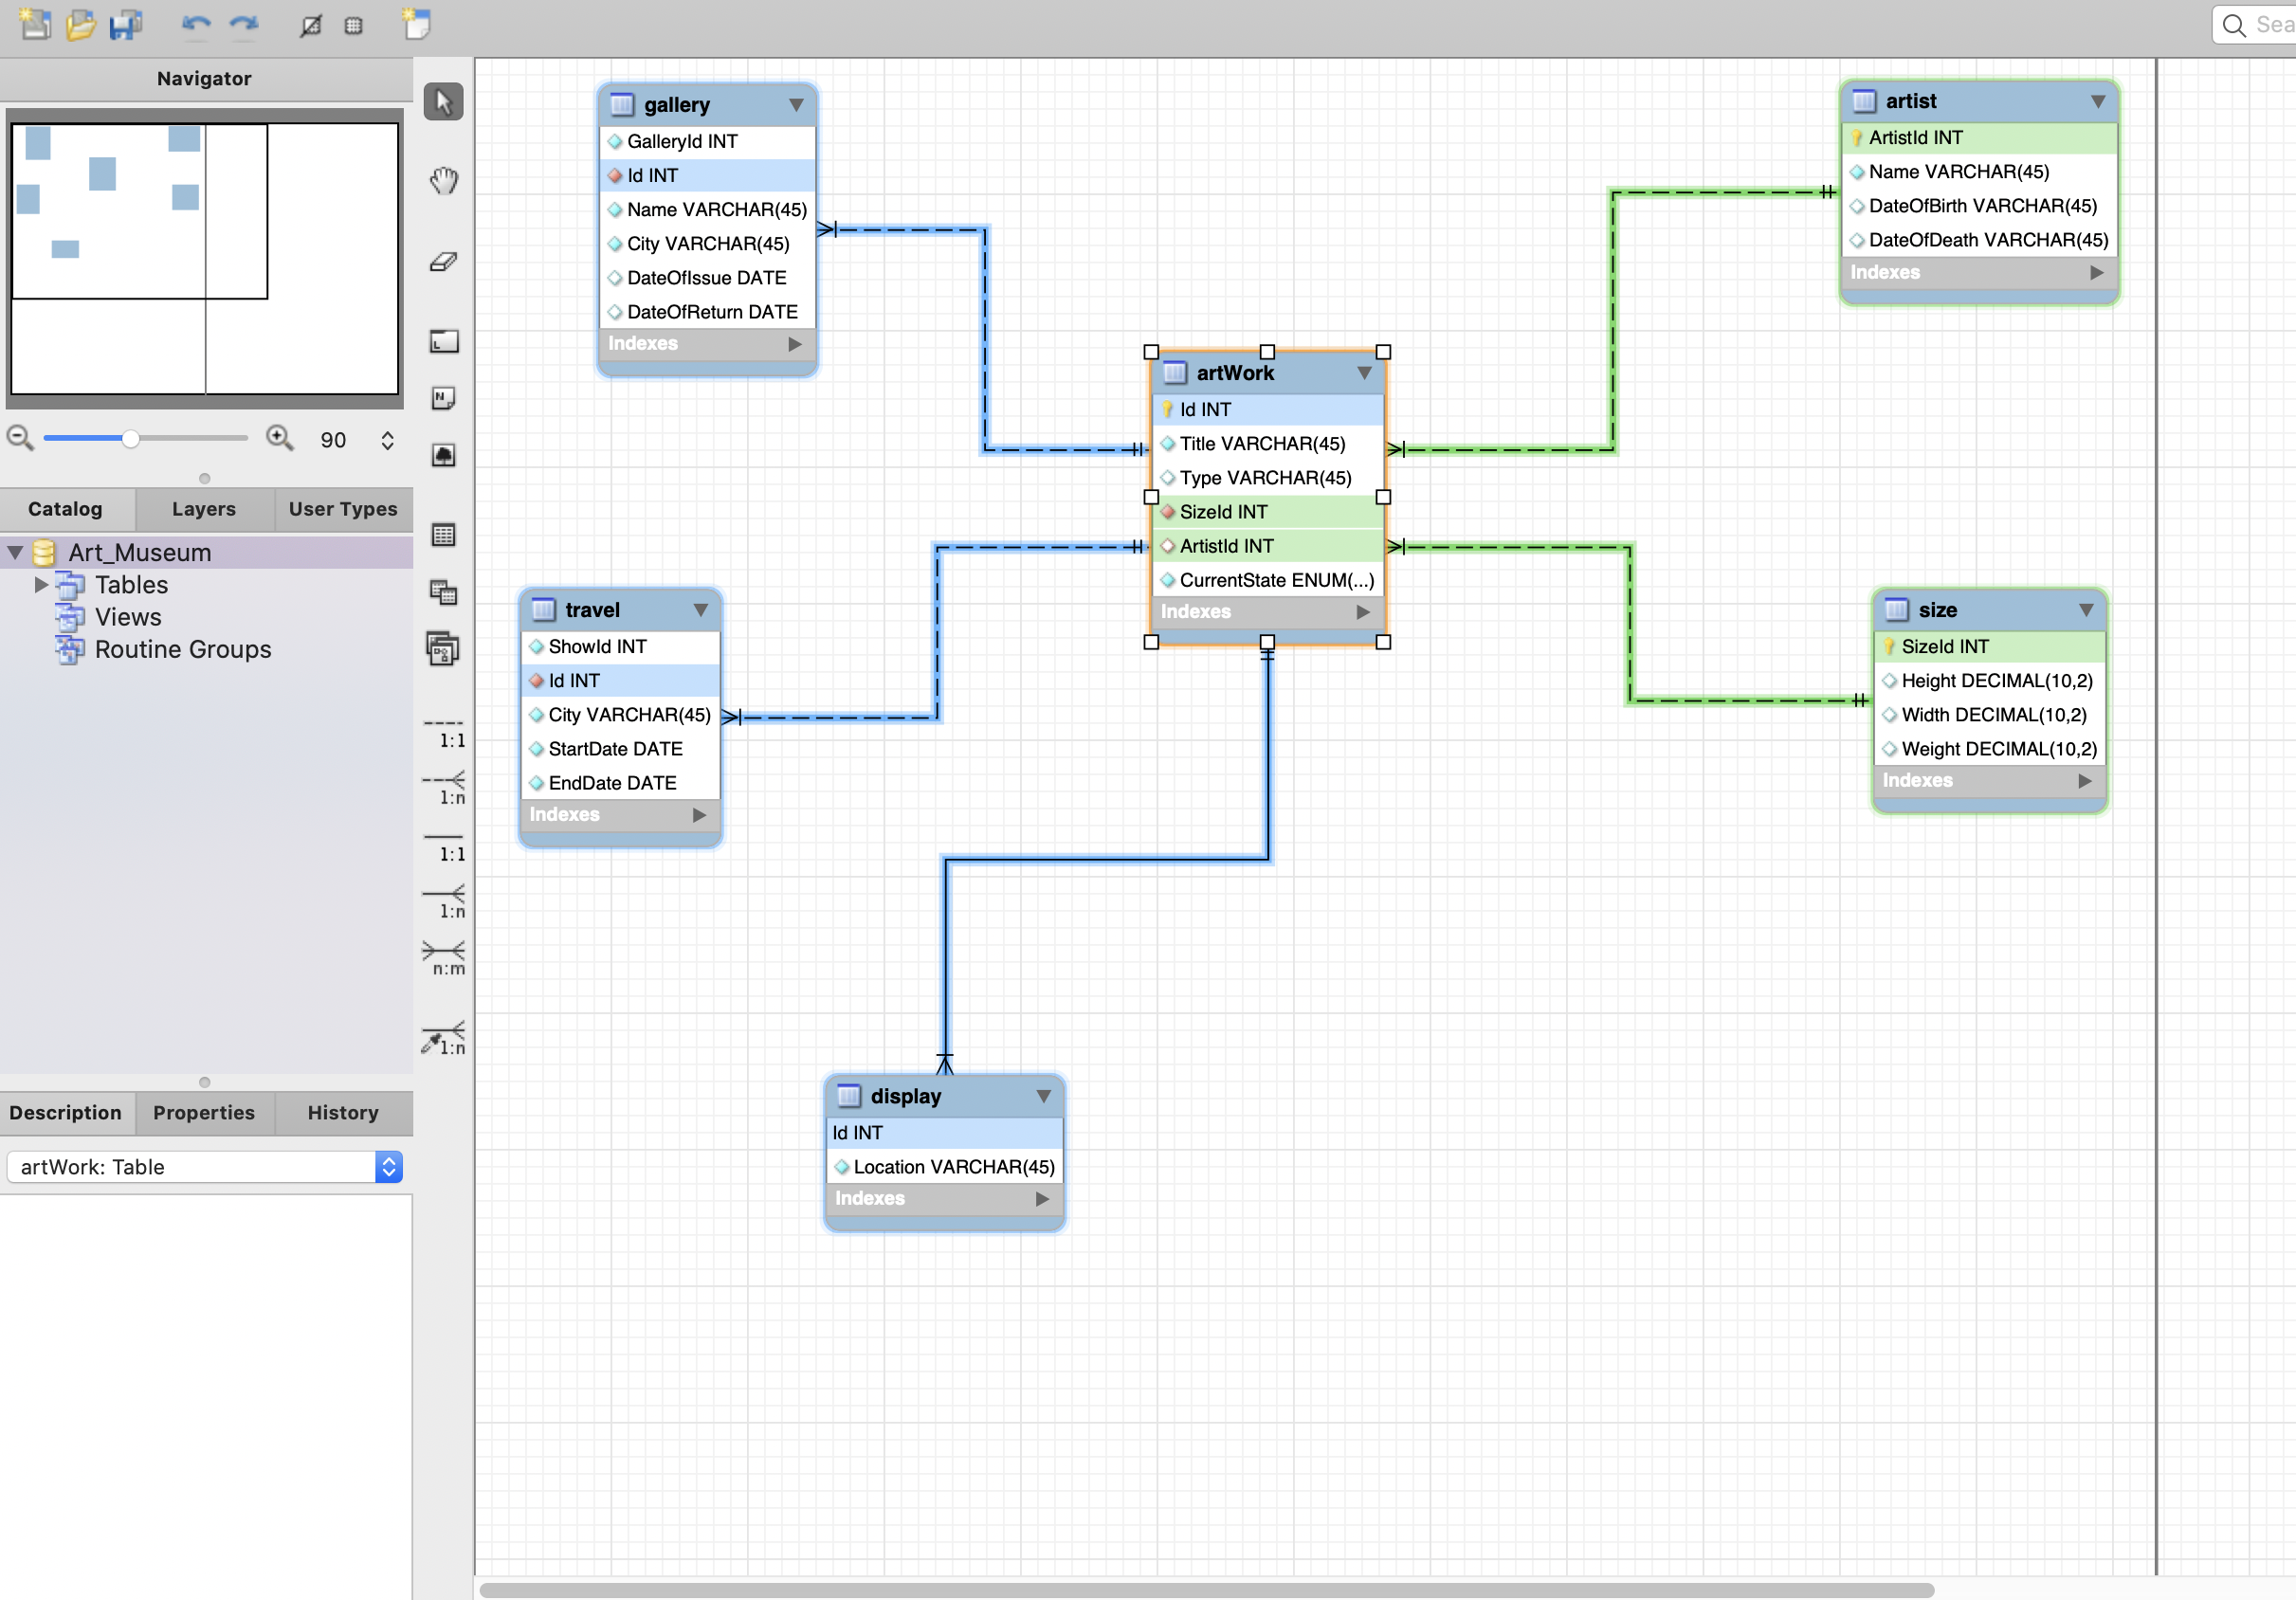 Sea
Navigator
90
Catalog
Layers
User Types
Art_Museum
Tables
Views
Routine Groups
Description
Properties
History
artWork: Table
1:1
1:n
1:1
1:n
n:m
1:n
gallery
GalleryId INT
Id INT
Name VARCHAR(45)
City VARCHAR(45)
DateOfIssue DATE
DateOfReturn DATE
Indexes
artist
ArtistId INT
Name VARCHAR(45)
DateOfBirth VARCHAR(45)
DateOfDeath VARCHAR(45)
Indexes
artWork
Id INT
Title VARCHAR(45)
Type VARCHAR(45)
SizeId INT
ArtistId INT
CurrentState ENUM(...)
Indexes
travel
ShowId INT
Id INT
City VARCHAR(45)
StartDate DATE
EndDate DATE
Indexes
size
SizeId INT
Height DECIMAL(10,2)
Width DECIMAL(10,2)
Weight DECIMAL(10,2)
Indexes
display
Id INT
Location VARCHAR(45)
Indexes